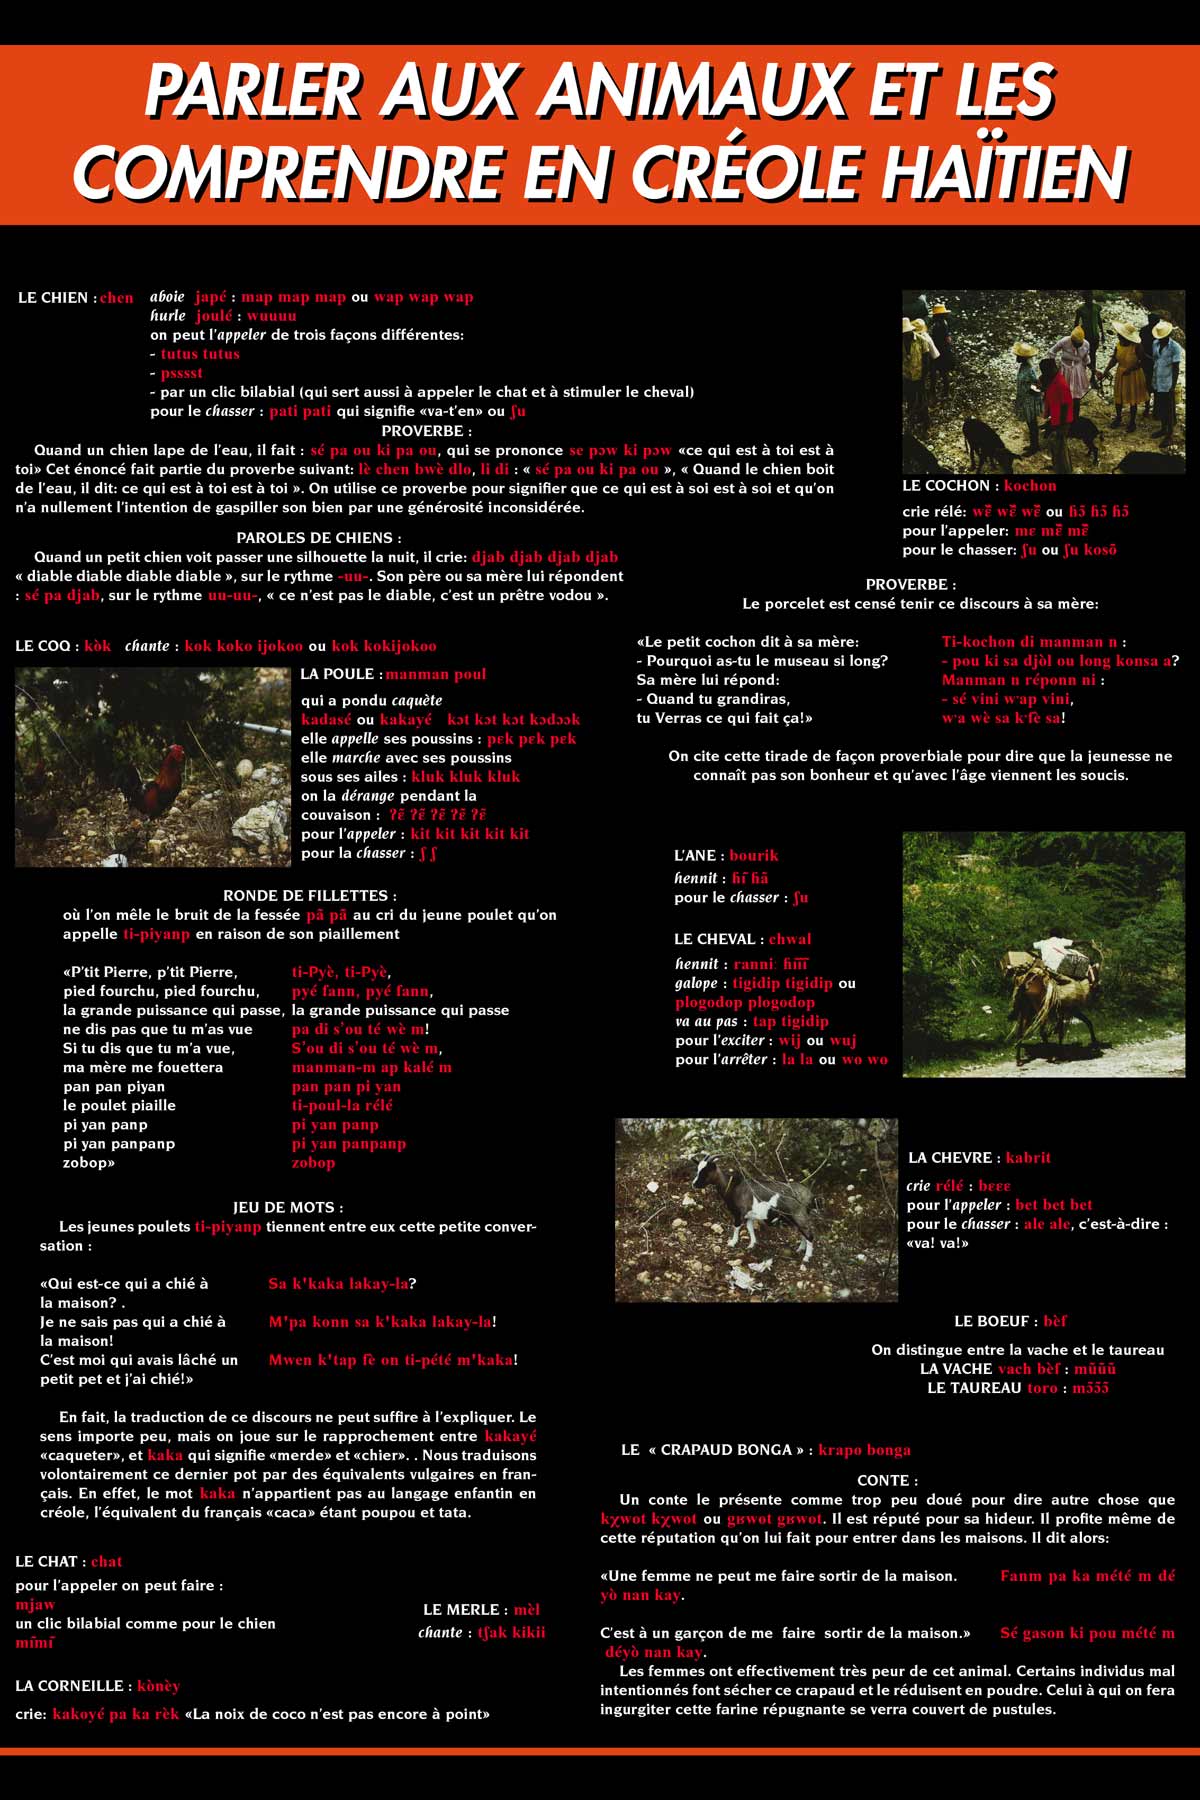 PARLER AUX ANIMAUX ET LES
COMPRENDRE EN CRÉOLE HAÏTIEN
LE CHIEN : chen aboie japé : map map map ou wap wap wap
hurle joulé : wuuuu
on peut l'appeler de trois façons différentes:
- tutus tutus
- psssst
- par un clic bilabial (qui sert aussi à appeler le chat et à stimuler le cheval)
pour le chasser : pati pati qui signifie «va-t'en» ou ʃu
PROVERBE :
Quand un chien lape de l'eau, il fait : sé pa ou ki pa ou, qui se prononce se pɔw ki pɔw «ce qui est à toi est à
toi» Cet énoncé fait partie du proverbe suivant: lè chen bwè dlo, li di : « sé pa ou ki pa ou », « Quand le chien boit
de l'eau, il dit: ce qui est à toi est à toi ». On utilise ce proverbe pour signifier que ce qui est à soi est à soi et qu'on
n'a nullement l'intention de gaspiller son bien par une générosité inconsidérée.
PAROLES DE CHIENS :
Quand un petit chien voit passer une silhouette la nuit, il crie: djab djab djab djab
« diable diable diable diable », sur le rythme -uu-. Son père ou sa mère lui répondent
: sé pa djab, sur le rythme uu-uu-, « ce n'est pas le diable, c'est un prêtre vodou ».
LE COQ : kòk chante : kok koko ijokoo ou kok kokijokoo
LA POULE : manman poul
qui a pondu caquète
kadasé ou kakayé kɔt kɔt kɔt kɔdɔɔk
elle appelle ses poussins : pɛk pɛk pɛk
elle marche avec ses poussins
sous ses ailes : kluk kluk kluk
on la dérange pendant la
couvaison : ʔɛ̃ ʔɛ̃ ʔɛ̃ ʔɛ̃ ʔɛ̃
pour l'appeler : kit kit kit kit kit
pour la chasser : ʃ ʃ
RONDE DE FILLETTES :
où l'on mêle le bruit de la fessée pã pã au cri du jeune poulet qu'on
appelle ti-piyanp en raison de son piaillement
«P'tit Pierre, p'tit Pierre, ti-Pyè, ti-Pyè,
pied fourchu, pied fourchu, pyé fann, pyé fann,
la grande puissance qui passe, la grande puissance qui passe
ne dis pas que tu m'as vue pa di s'ou té wè m!
Si tu dis que tu m'a vue, S'ou di s'ou té wè m,
ma mère me fouettera manman-m ap kalé m
pan pan piyan pan pan pi yan
le poulet piaille ti-poul-la rélé
pi yan panp pi yan panp
pi yan panpanp pi yan panpanp
zobop» zobop
JEU DE MOTS :
Les jeunes poulets ti-piyanp tiennent entre eux cette petite conver-
sation :
«Qui est-ce qui a chié à Sa k'kaka lakay-la?
la maison? .
Je ne sais pas qui a chié à M'pa konn sa k'kaka lakay-la!
la maison!
C'est moi qui avais lâché un Mwen k'tap fè on ti-pété m'kaka!
petit pet et j'ai chié!»
En fait, la traduction de ce discours ne peut suffire à l'expliquer. Le
sens importe peu, mais on joue sur le rapprochement entre kakayé
«caqueter», et kaka qui signifie «merde» et «chier». . Nous traduisons
volontairement ce dernier pot par des équivalents vulgaires en fran-
çais. En effet, le mot kaka n'appartient pas au langage enfantin en
créole, l'équivalent du français «caca» étant poupou et tata.
LE CHAT : chat
pour l'appeler on peut faire :
mjaw
un clic bilabial comme pour le chien
mĩmĩ
LE MERLE : mèl
chante : tʃak kikii
LA CORNEILLE : kònèy
crie: kakoyé pa ka rèk «La noix de coco n'est pas encore à point»
LE COCHON : kochon
crie rélé: wɛ̃ wɛ̃ wɛ̃ ou ɦɔ̃ ɦɔ̃ ɦɔ̃
pour l'appeler: mɛ mɛ̃ mɛ̃
pour le chasser: ʃu ou ʃu kosõ
PROVERBE :
Le porcelet est censé tenir ce discours à sa mère:
«Le petit cochon dit à sa mère: Ti-kochon di manman n :
- Pourquoi as-tu le museau si long? - pou ki sa djòl ou long konsa a?
Sa mère lui répond: Manman n réponn ni :
- Quand tu grandiras, - sé vini w'ap vini,
tu Verras ce qui fait ça!» w'a wè sa k'fè sa!
On cite cette tirade de façon proverbiale pour dire que la jeunesse ne
connaît pas son bonheur et qu'avec l'âge viennent les soucis.
L'ANE : bourik
hennit : ɦĩ ɦã
pour le chasser : ʃu
LE CHEVAL : chwal
hennit : ranni: ɦĩĩĩ
galope : tigidip tigidip ou
plogodop plogodop
va au pas : tap tigidip
pour l'exciter : wij ou wuj
pour l'arrêter : la la ou wo wo
LA CHEVRE : kabrit
crie rélé : bɛɛɛ
pour l'appeler : bet bet bet
pour le chasser : ale ale, c'est-à-dire :
«va! va!»
LE BOEUF : bèf
On distingue entre la vache et le taureau
LA VACHE vach bèf : mũũũ
LE TAUREAU toro : mɔ̃ɔ̃ɔ̃
LE « CRAPAUD BONGA » : krapo bonga
CONTE :
Un conte le présente comme trop peu doué pour dire autre chose que
kχwot kχwot ou gʁwot gʁwot. Il est réputé pour sa hideur. Il profite même de
cette réputation qu'on lui fait pour entrer dans les maisons. Il dit alors:
«Une femme ne peut me faire sortir de la maison. Fanm pa ka mété m dé
yò nan kay.
C'est à un garçon de me faire sortir de la maison.» Sé gason ki pou mété m
déyò nan kay.
Les femmes ont effectivement très peur de cet animal. Certains individus mal
intentionnés font sécher ce crapaud et le réduisent en poudre. Celui à qui on fera
ingurgiter cette farine répugnante se verra couvert de pustules.